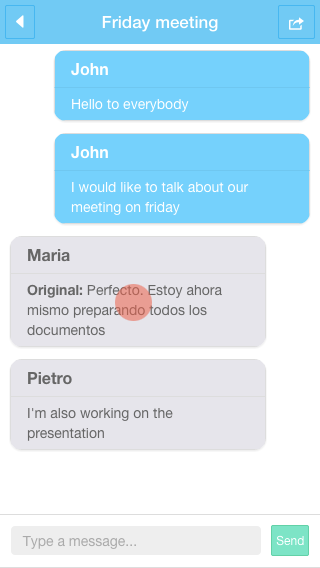 Friday meeting
John
Hello to everybody
John
I would like to talk about our
meeting on friday
Maria
Original: Perfecto. Estoy ahora
mismo preparando todos los
documentos
Pietro
I'm also working on the
presentation
Type a message...
Send